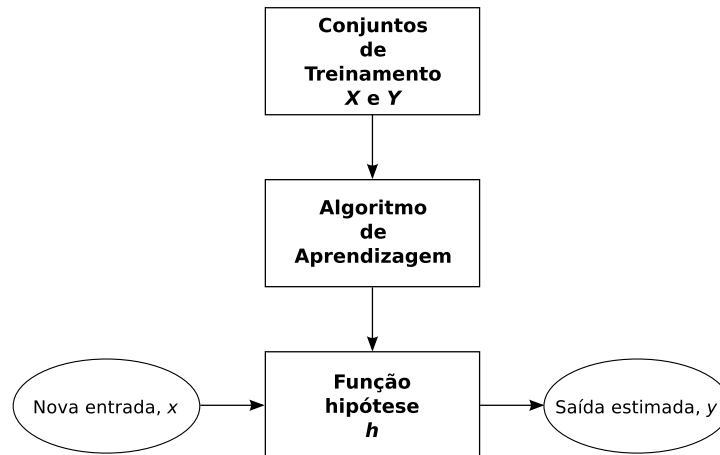 Conjuntos
de
Treinamento
X e Y
Algoritmo
de
Aprendizagem
Nova entrada, x
Função
hipótese
h
Saída estimada, y